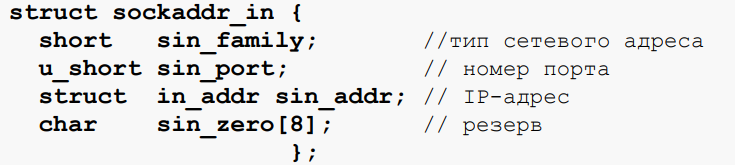 struct sockaddr_in {
short sin_family; //тип сетевого адреса
u_short sin_port; // номер порта
struct in_addr sin_addr; // IP-адрес
char sin_zero[8]; // резерв
};